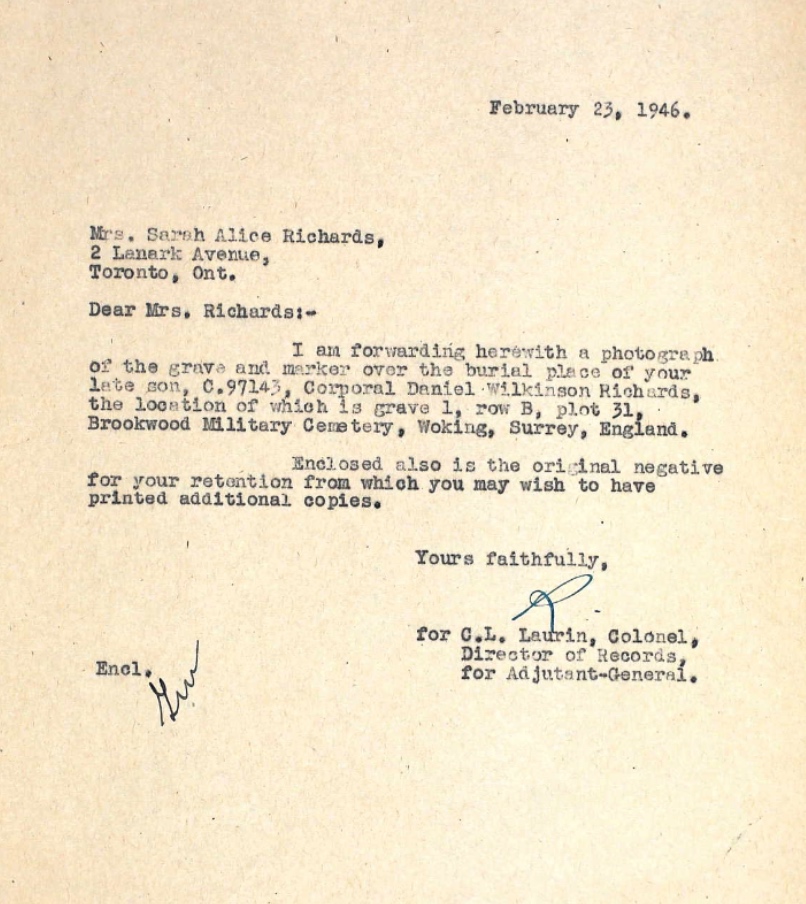 February 23, 1946.
Mrs. Sarah Alice Richards,
2 Lanark Avenue,
Toronto, Ont.
Dear Mrs. Richards:-
I am forwarding herewith a photograph
of the grave and marker over the burial place of your
late son, C.97143, Corporal Daniel Wilkinson Richards,
the location of which is grave 1, row B, plot 31,
Brookwood Military Cemetery, Woking, Surrey, England.
Enclosed also is the original negative
for your retention from which you may wish to have
printed additional copies.
Yours faithfully,
for C.L. Laurin, Colonel,
Director of Records,
for Adjutant-General.
Encl.